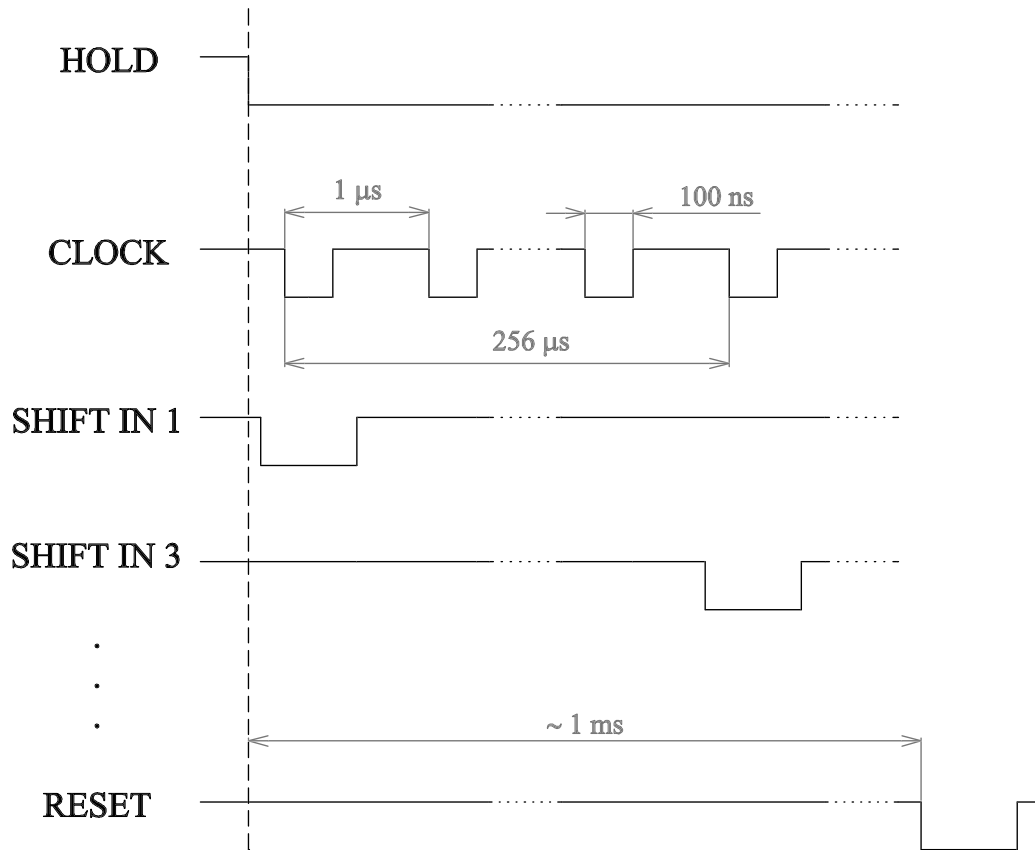 HOLD
1 μs
100 ns
CLOCK
256 μs
SHIFT IN 1
SHIFT IN 3
~ 1 ms
RESET